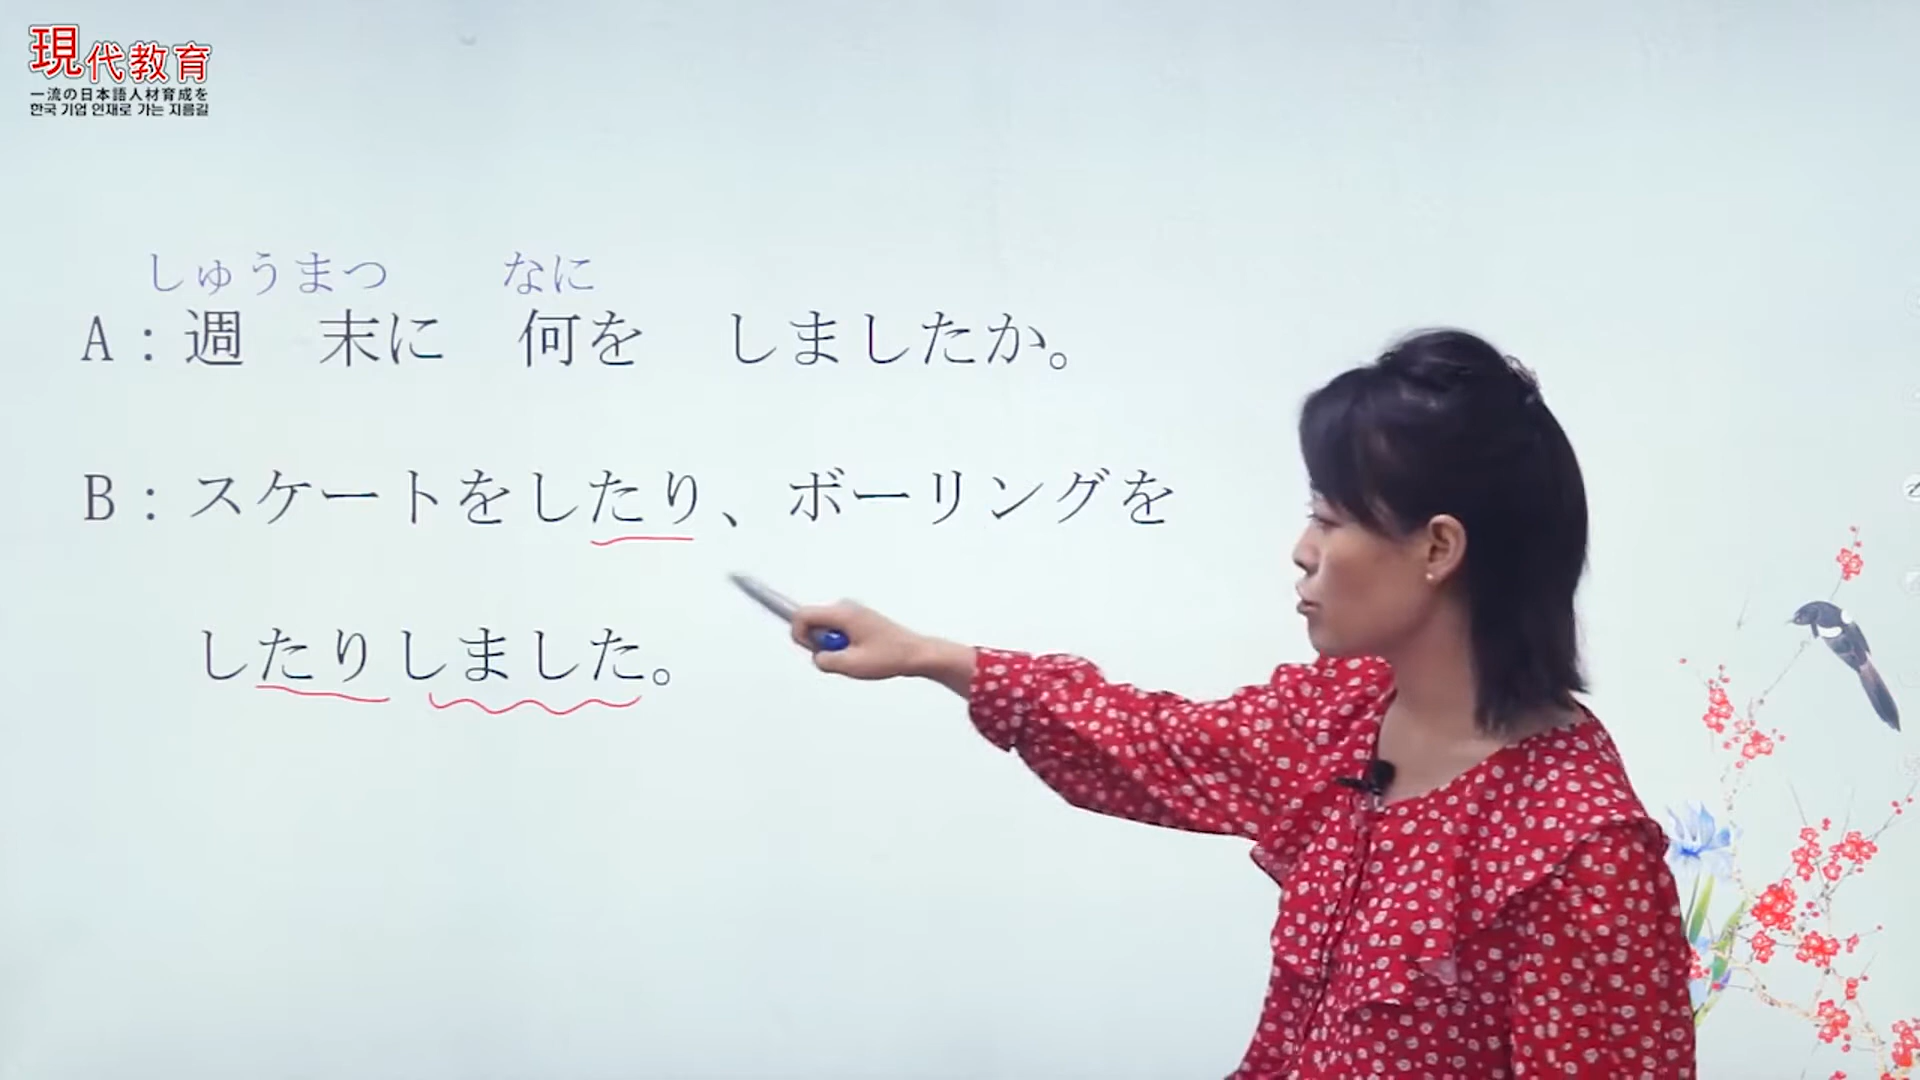 現代教育
一流の日本語人材育成を
한국 기업 인재로 가는 지름길
しゅうまつ なに
A：週 末に 何を しましたか。
B：スケートをしたり、ボーリングを
したりしました。